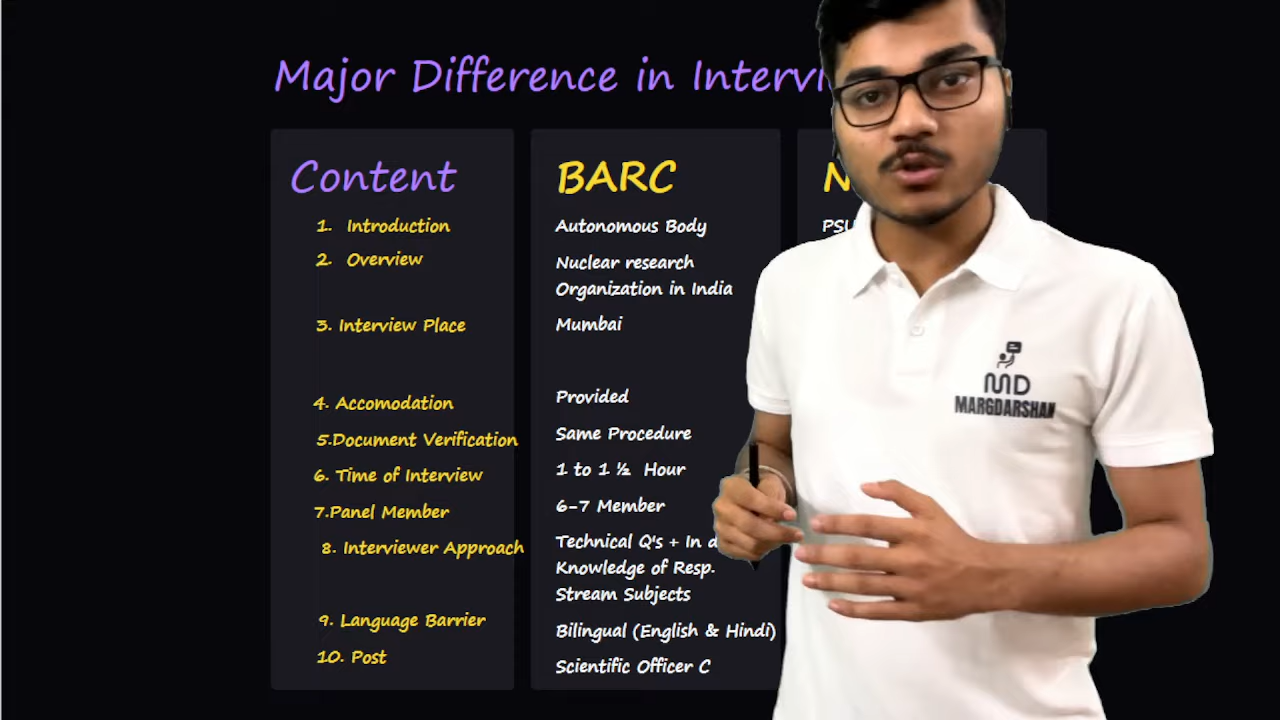 Major Difference in Interv
Content
1. Introduction
2. Overview
3. Interview Place
4. Accomodation
5.Document Verification
6. Time of Interview
7.Panel Member
8. Interviewer Approach
9. Language Barrier
10. Post
BARC
Autonomous Body
Nuclear research
Organization in India
Mumbai
Provided
Same Procedure
1 to 1 ½ Hour
6-7 Member
Technical Q's + In d
Knowledge of Resp.
Stream Subjects
Bilingual (English & Hindi)
Scientific Officer C
N
PSU
MD
MARGDARSHAN